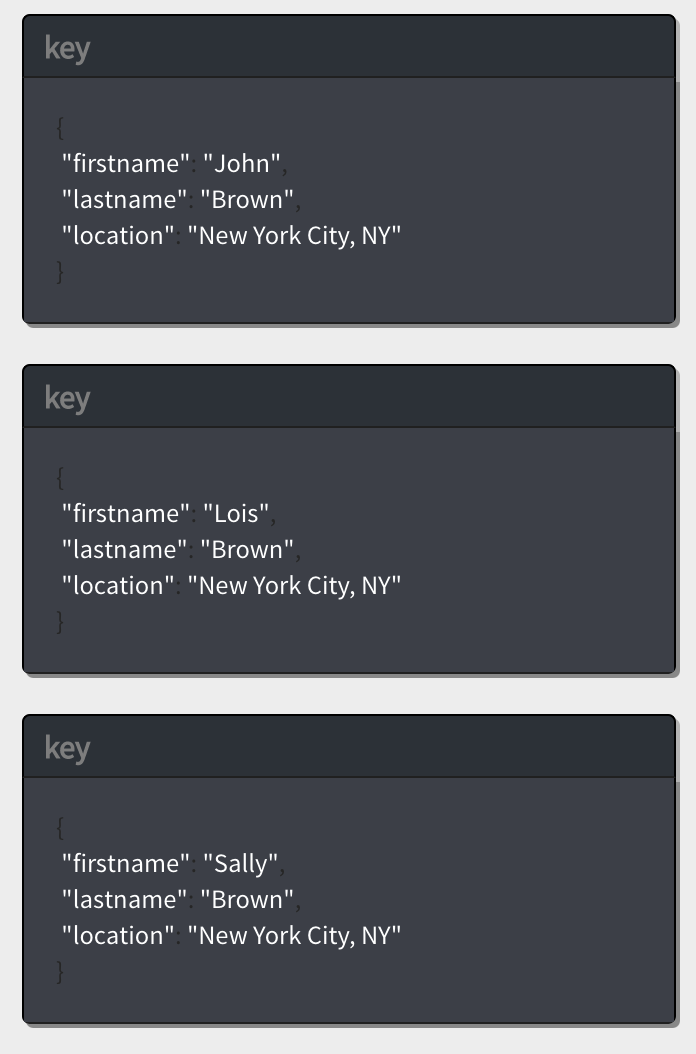 key
{
"firstname": "John",
"lastname": "Brown",
"location": "New York City, NY"
}
key
{
"firstname": "Lois",
"lastname": "Brown",
"location": "New York City, NY"
}
key
{
"firstname": "Sally",
"lastname": "Brown",
"location": "New York City, NY"
}